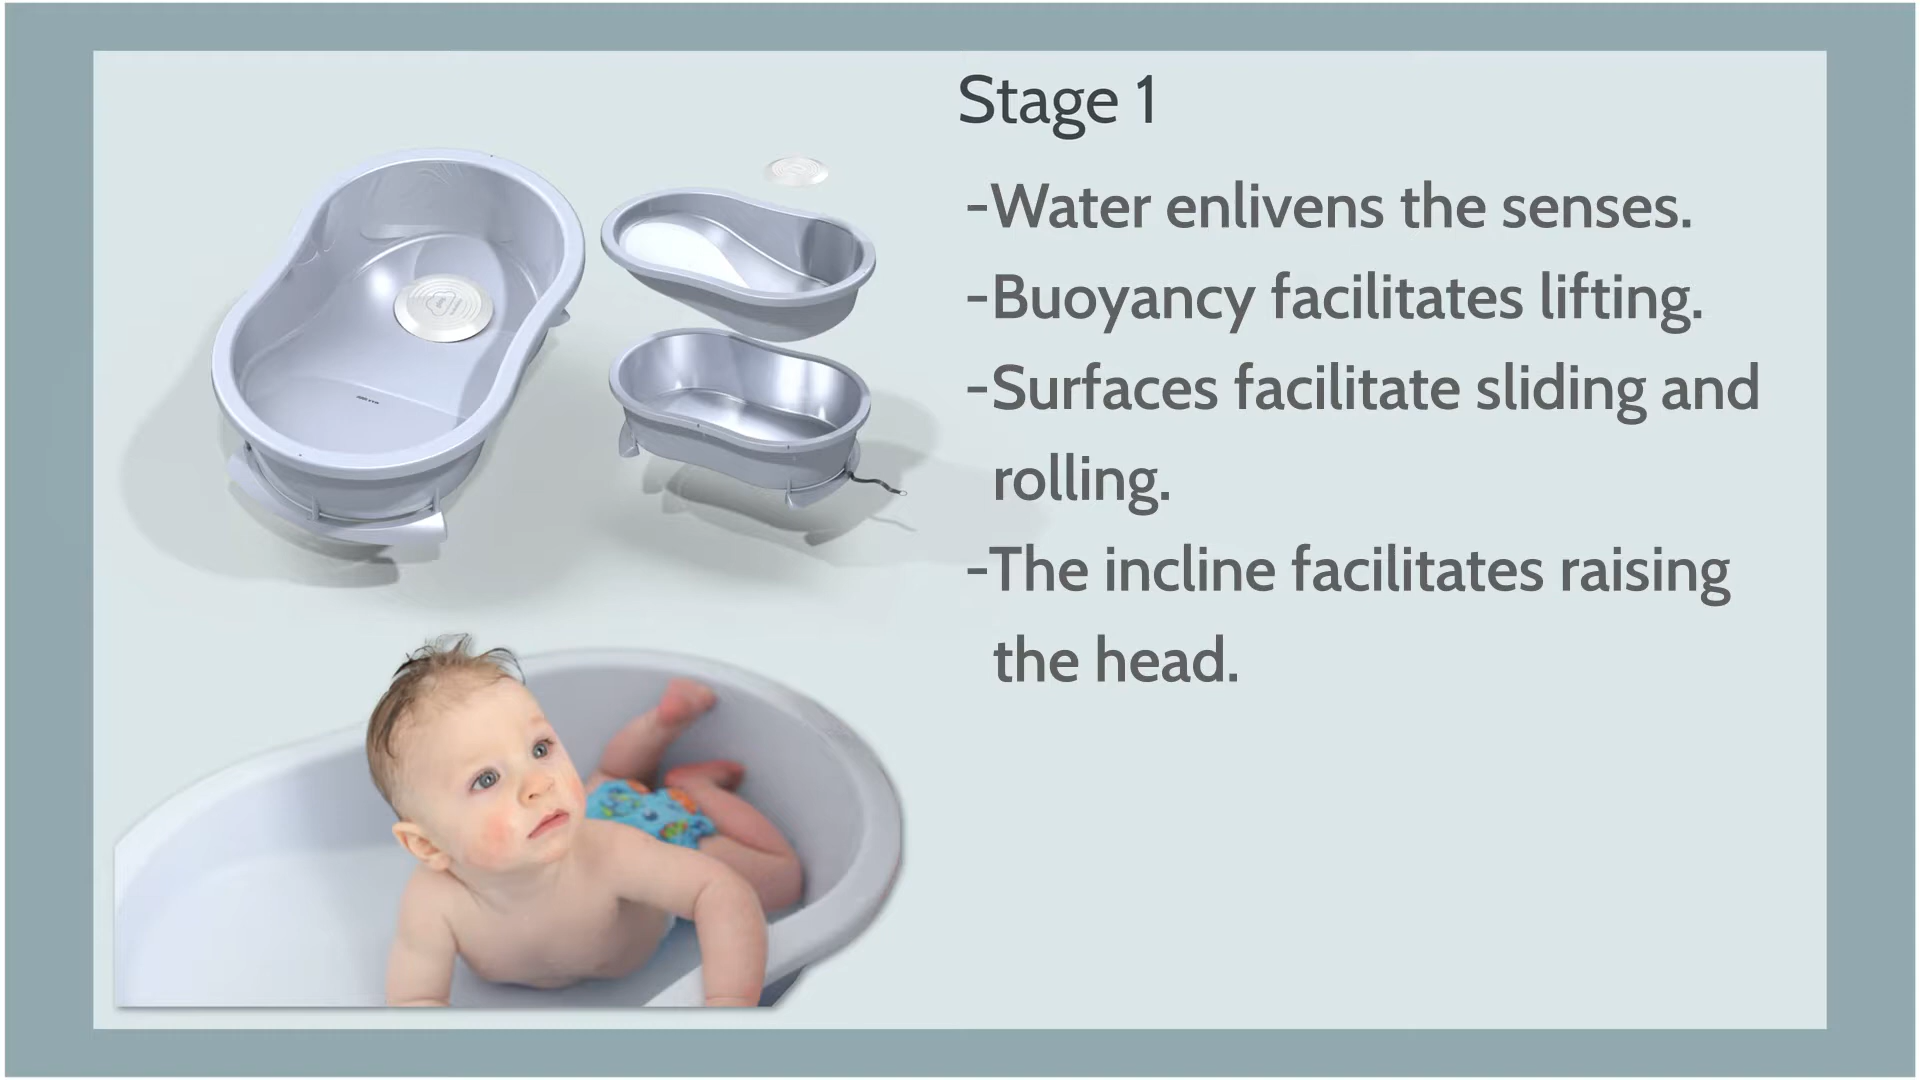 Stage 1
-Water enlivens the senses.
-Buoyancy facilitates lifting.
-Surfaces facilitate sliding and
rolling.
-The incline facilitates raising
the head.